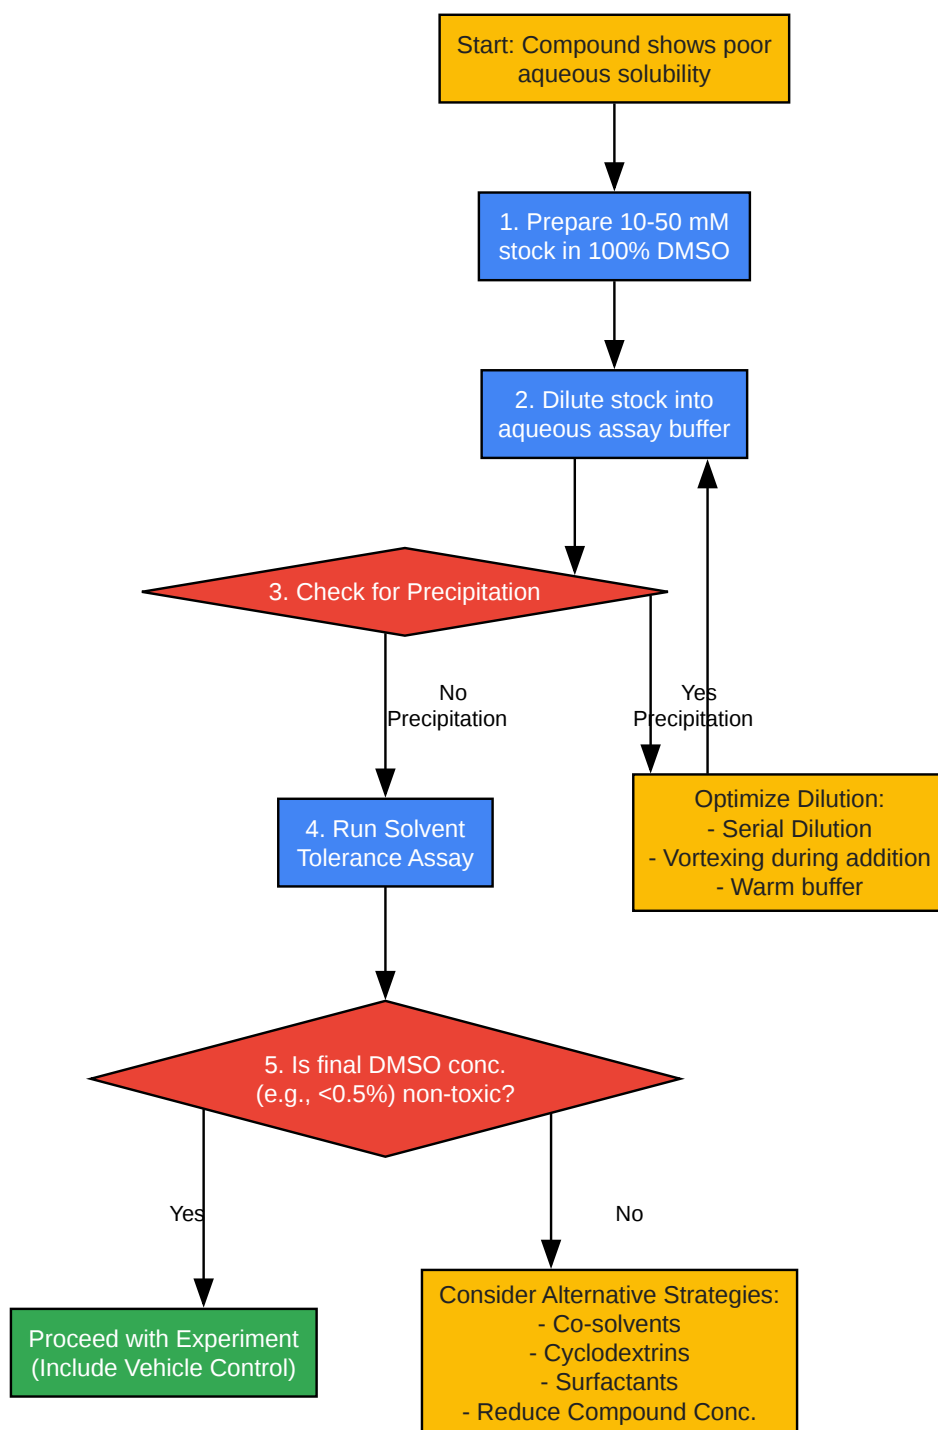 Start: Compound shows poor
aqueous solubility
1. Prepare 10-50 mM
stock in 100% DMSO
2. Dilute stock into
aqueous assay buffer
3. Check for Precipitation
No
Precipitation
Yes
Precipitation
Optimize Dilution:
- Serial Dilution
- Vortexing during addition
- Warm buffer
4. Run Solvent
Tolerance Assay
5. Is final DMSO conc.
(e.g., <0.5%) non-toxic?
Yes
No
Proceed with Experiment
(Include Vehicle Control)
Consider Alternative Strategies:
- Co-solvents
- Cyclodextrins
- Surfactants
- Reduce Compound Conc.